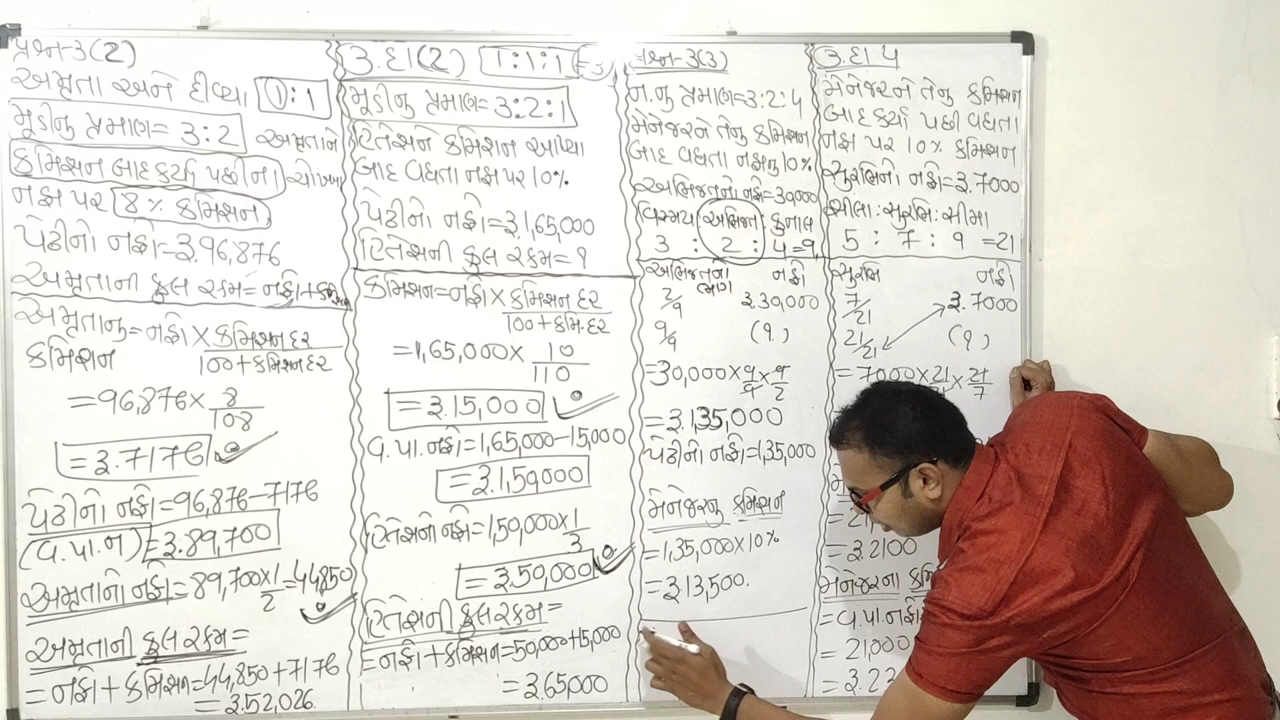 પ્રશ્ન-૩(2)
અમૃતા અને દીવ્યા 1:1
મૂડીનુ પ્રમાણ= 3:2 અમૃતાને
કમિશન બાદ કર્યા પછીના ચોખ્ખા
નફા પર 8% કમિશન
પેઢીનો નફો=રૂ.96,876
અમૃતાની કુલ રકમ= નફો+કમિશન
અમૃતાનુ=નફો × કમિશન દર
કમિશન 100+કમિશન દર
=96,876× 8
108
=રૂ.7176
પેઢીનો નફો=96,876-7176
(વ.પા.ન) =રૂ.89,700
અમૃતાનો નફો=89,700×1/2=44,850
અમૃતાની કુલ રકમ=
=નફો+કમિશન=44,850+7176
=રૂ.52,026.
ઉ.દા(2) 1:1:1=3
મૂડીનુ પ્રમાણ=3:2:1
હિતેશને કમિશન આપ્યા
બાદ વધતા નફા પર 10%
પેઢીનો નફો=રૂ.1,65,000
હિતેશની કુલ રકમ= ?
કમિશન=નફો × કમિશન દર
100+કમિ.દર
=1,65,000× 10
110
=રૂ.15,000
વ.પા.નફો=1,65,000-15,000
=રૂ.1,50,000
હિતેશનો નફો=1,50,000×1
3
=રૂ.50,000
હિતેશની કુલ રકમ=
=નફો+કમિશન=50,000+15,000
=રૂ.65,000
પ્રશ્ન-3(3)
ન.નુ પ્રમાણ=3:2:4
મેનેજરને તેનુ કમિશન
બાદ વધતા નફાનુ 10%
અભિજીતનો નફો=30,000
વિસ્મય અભિજીત કુનાલ
3 : 2 : 4=9
અભિજીતના ભાગ નફો
2/9 રૂ.30,000
9/9 (?)
=30,000×9/9×9/2
=રૂ.1,35,000
પેઢીનો નફો=1,35,000
મેનેજરનુ કમિશન
=1,35,000×10%
=રૂ.13,500.
ઉ.દા 4
મેનેજરને તેનુ કમિશન
બાદ કર્યા પછી વધતા
નફા પર 10% કમિશન
સુરભિનો નફો=રૂ.7000
શીલા:સુરભિ:સીમા
5 : 7 : 9 =21
સુરભિ નફો
7/21 રૂ.7000
21/21 (?)
=7000×21/21×21/7
=રૂ.2100
મેનેજરના
=વ.પા.નફો
=21,000